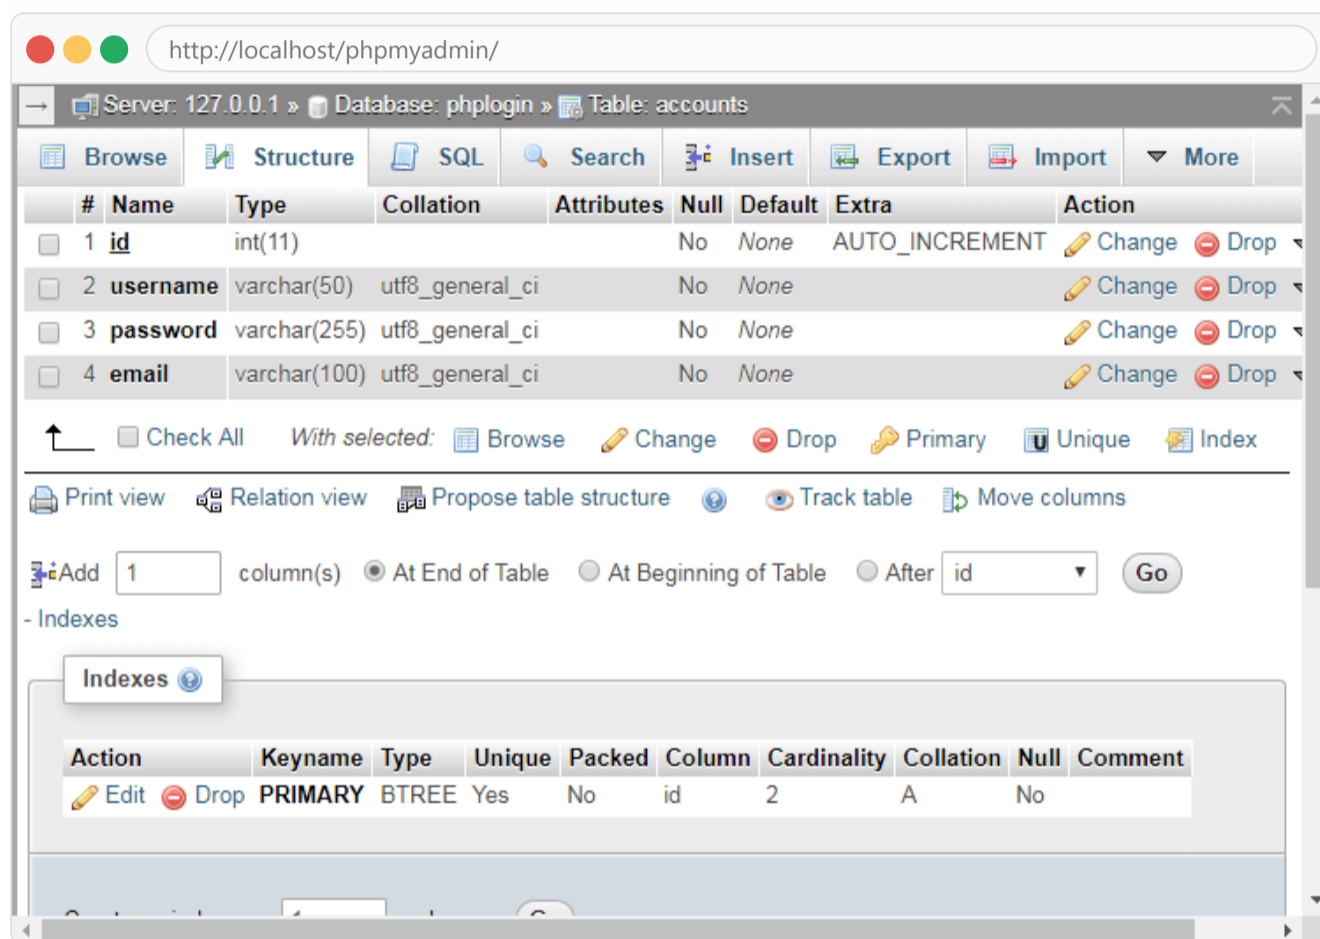 http://localhost/phpmyadmin/
Server: 127.0.0.1 » Database: phplogin » Table: accounts
Browse Structure SQL Search Insert Export Import More
# Name Type Collation Attributes Null Default Extra Action
1 id int(11) No None AUTO_INCREMENT Change Drop
2 username varchar(50) utf8_general_ci No None Change Drop
3 password varchar(255) utf8_general_ci No None Change Drop
4 email varchar(100) utf8_general_ci No None Change Drop
Check All With selected: Browse Change Drop Primary Unique Index
Print view Relation view Propose table structure Track table Move columns
Add 1 column(s) At End of Table At Beginning of Table After id Go
- Indexes
Indexes
Action Keyname Type Unique Packed Column Cardinality Collation Null Comment
Edit Drop PRIMARY BTREE Yes No id 2 A No